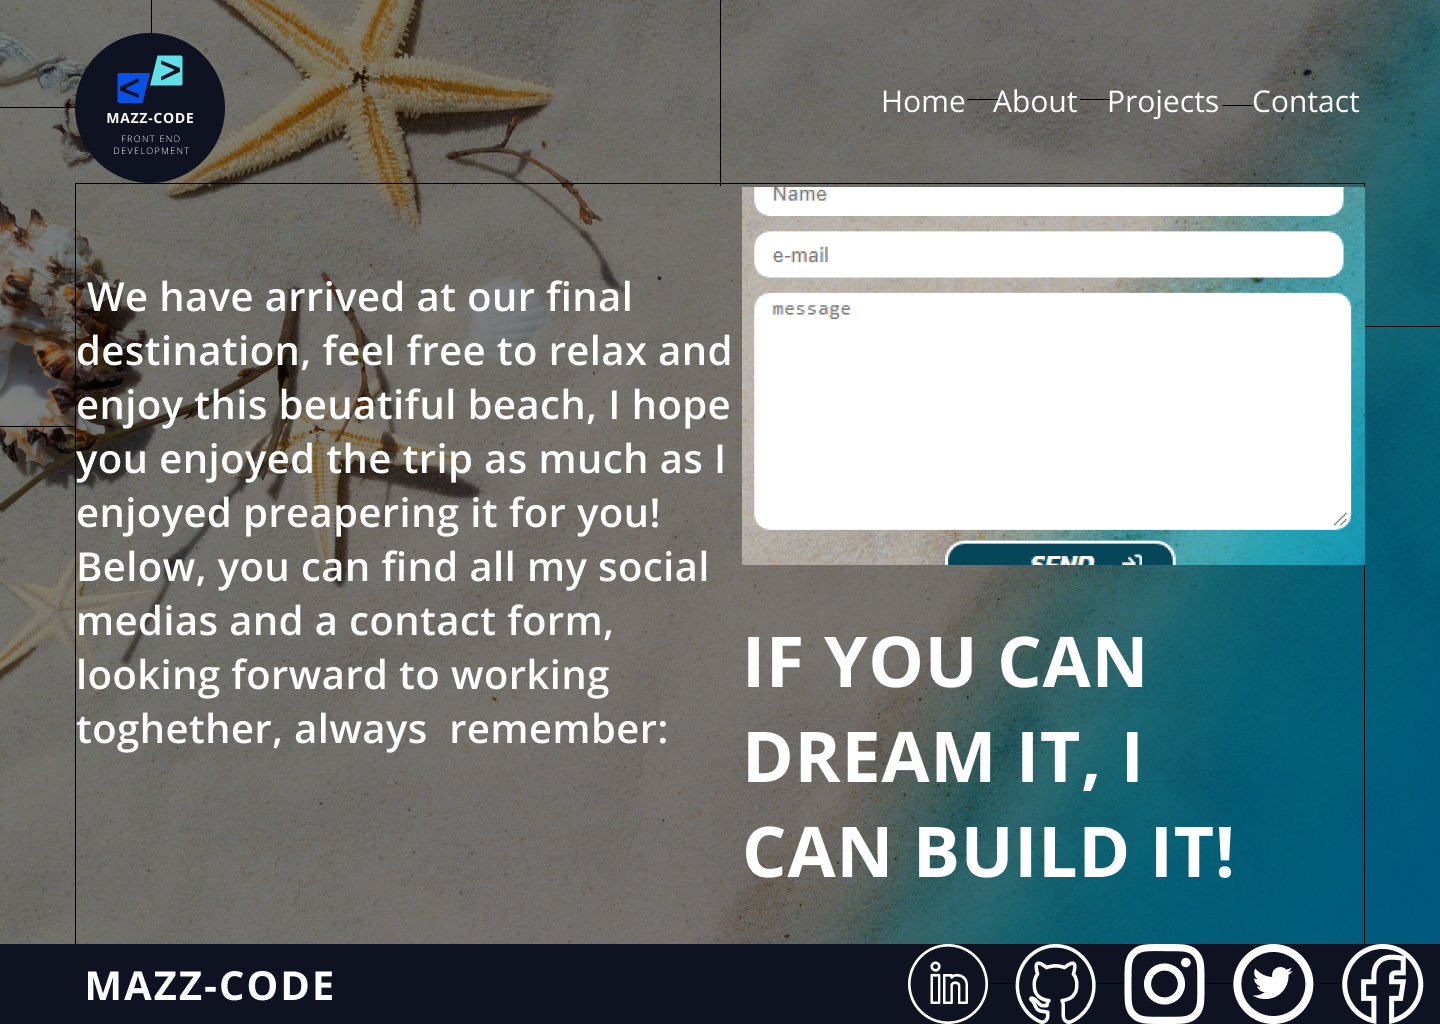 < >
MAZZ-CODE
FRONT END
DEVELOPMENT
Home About Projects Contact
We have arrived at our final
destination, feel free to relax and
enjoy this beuatiful beach, I hope
you enjoyed the trip as much as I
enjoyed preapering it for you!
Below, you can find all my social
medias and a contact form,
looking forward to working
toghether, always  remember:
Name
e-mail
message
SEND
IF YOU CAN
DREAM IT, I
CAN BUILD IT!
MAZZ-CODE
in